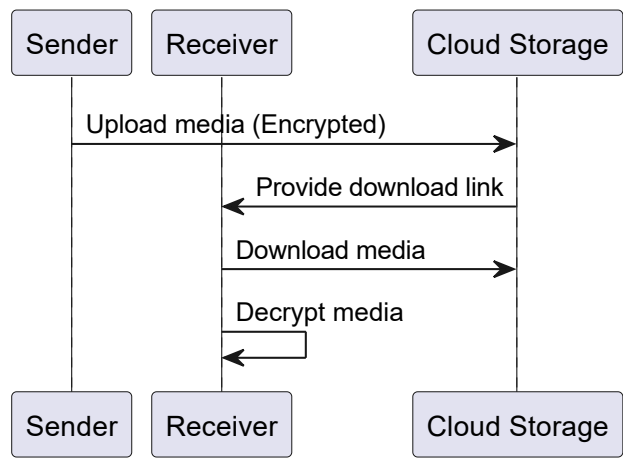 Sender
Receiver
Cloud Storage
Upload media (Encrypted)
Provide download link
Download media
Decrypt media
Sender
Receiver
Cloud Storage